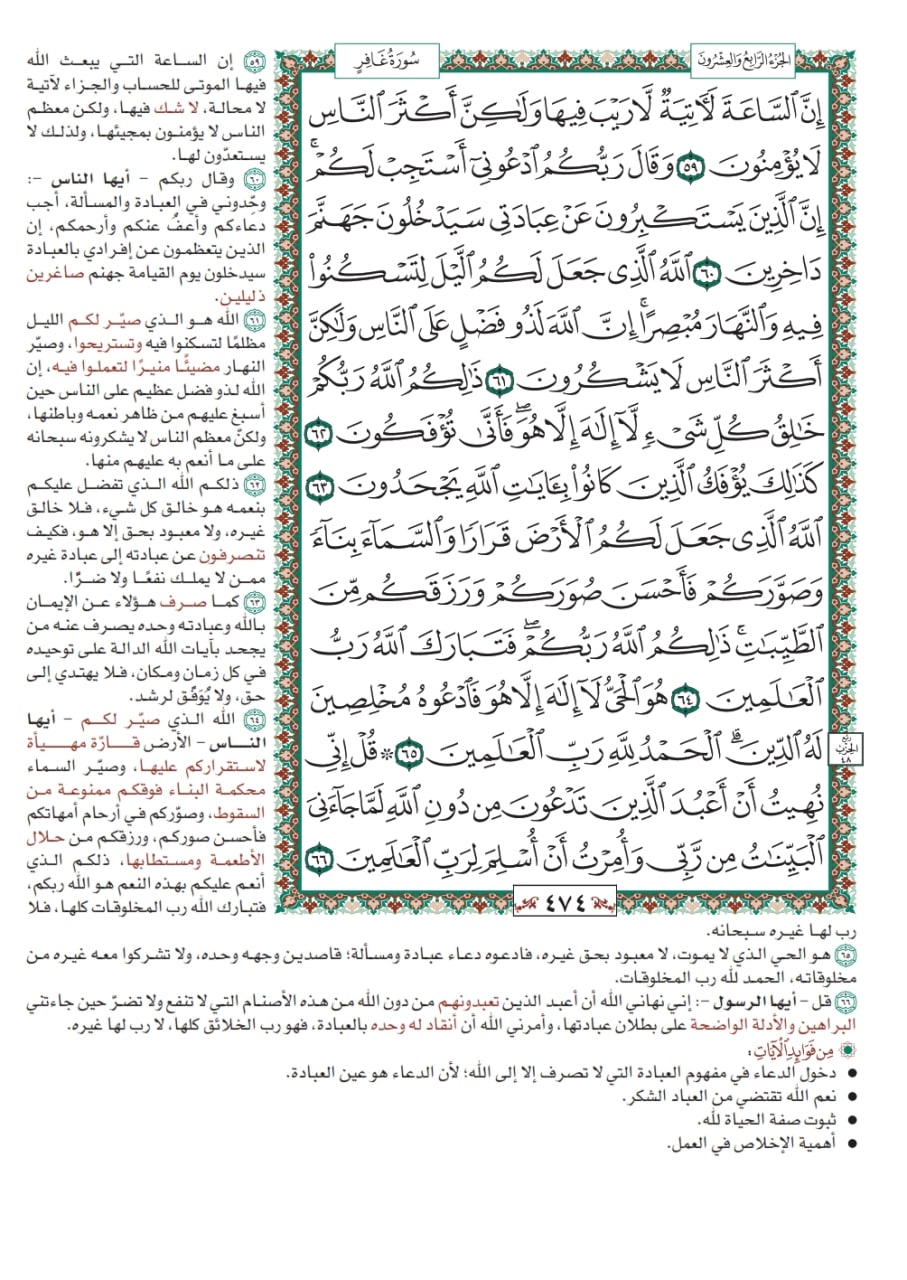 الجزء الرابع والعشرون
سورة غافر
إِنَّ ٱلسَّاعَةَ لَأٓتِيَةٌ لَّا رَيْبَ فِيهَا وَلَٰكِنَّ أَكْثَرَ ٱلنَّاسِ
لَا يُؤْمِنُونَ ٥٩ وَقَالَ رَبُّكُمُ ٱدْعُونِىٓ أَسْتَجِبْ لَكُمْۚ
إِنَّ ٱلَّذِينَ يَسْتَكْبِرُونَ عَنْ عِبَادَتِى سَيَدْخُلُونَ جَهَنَّمَ
دَاخِرِينَ ٦٠ ٱللَّهُ ٱلَّذِى جَعَلَ لَكُمُ ٱلَّيْلَ لِتَسْكُنُوا۟
فِيهِ وَٱلنَّهَارَ مُبْصِرًاۚ إِنَّ ٱللَّهَ لَذُو فَضْلٍ عَلَى ٱلنَّاسِ وَلَٰكِنَّ
أَكْثَرَ ٱلنَّاسِ لَا يَشْكُرُونَ ٦١ ذَٰلِكُمُ ٱللَّهُ رَبُّكُمْ
خَٰلِقُ كُلِّ شَىْءٍ لَّآ إِلَٰهَ إِلَّا هُوَۖ فَأَنَّىٰ تُؤْفَكُونَ ٦٢
كَذَٰلِكَ يُؤْفَكُ ٱلَّذِينَ كَانُوا۟ بِـَٔايَٰتِ ٱللَّهِ يَجْحَدُونَ ٦٣
ٱللَّهُ ٱلَّذِى جَعَلَ لَكُمُ ٱلْأَرْضَ قَرَارًا وَٱلسَّمَآءَ بِنَآءً
وَصَوَّرَكُمْ فَأَحْسَنَ صُوَرَكُمْ وَرَزَقَكُم مِّنَ
ٱلطَّيِّبَٰتِۚ ذَٰلِكُمُ ٱللَّهُ رَبُّكُمْۖ فَتَبَارَكَ ٱللَّهُ رَبُّ
ٱلْعَٰلَمِينَ ٦٤ هُوَ ٱلْحَىُّ لَآ إِلَٰهَ إِلَّا هُوَ فَٱدْعُوهُ مُخْلِصِينَ
لَهُ ٱلدِّينَۗ ٱلْحَمْدُ لِلَّهِ رَبِّ ٱلْعَٰلَمِينَ ٦٥ ۞ قُلْ إِنِّى
نُهِيتُ أَنْ أَعْبُدَ ٱلَّذِينَ تَدْعُونَ مِن دُونِ ٱللَّهِ لَمَّا جَآءَنِىَ
ٱلْبَيِّنَٰتُ مِن رَّبِّى وَأُمِرْتُ أَنْ أُسْلِمَ لِرَبِّ ٱلْعَٰلَمِينَ ٦٦
ربع
الحزب
٤٨
٤٧٤
٥٩ إن الساعة التي يبعث الله
فيها الموتى للحساب والجزاء لآتية
لا محالة، لا شك فيها، ولكن معظم
الناس لا يؤمنون بمجيئها، ولذلك لا
يستعدّون لها.
٦٠ وقال ربكم – أيها الناس –:
وحّدوني في العبادة والمسألة، أجب
دعاءكم وأعفُ عنكم وأرحمكم، إن
الذين يتعظمون عن إفرادي بالعبادة
سيدخلون يوم القيامة جهنم صاغرين
ذليلين.
٦١ الله هو الذي صيّر لكم الليل
مظلمًا لتسكنوا فيه وتستريحوا، وصيّر
النهار مضيئًا منيرًا لتعملوا فيه، إن
الله لذو فضل عظيم على الناس حين
أسبغ عليهم من ظاهر نعمه وباطنها،
ولكنّ معظم الناس لا يشكرونه سبحانه
على ما أنعم به عليهم منها.
٦٢ ذلكم الله الذي تفضل عليكم
بنعمه هو خالق كل شيء، فلا خالق
غيره، ولا معبود بحق إلا هو، فكيف
تنصرفون عن عبادته إلى عبادة غيره
ممن لا يملك نفعًا ولا ضرًا.
٦٣ كما صرف هؤلاء عن الإيمان
بالله وعبادته وحده يصرف عنه من
يجحد بآيات الله الدالة على توحيده
في كل زمان ومكان، فلا يهتدي إلى
حق، ولا يُوَفّق لرشد.
٦٤ الله الذي صيّر لكم – أيها
الناس – الأرض قارّة مهيأة
لاستقراركم عليها، وصيّر السماء
محكمة البناء فوقكم ممنوعة من
السقوط، وصوّركم في أرحام أمهاتكم
فأحسن صوركم، ورزقكم من حلال
الأطعمة ومستطابها، ذلكم الذي
أنعم عليكم بهذه النعم هو الله ربكم،
فتبارك الله رب المخلوقات كلها، فلا
رب لها غيره سبحانه.
٦٥ هو الحي الذي لا يموت، لا معبود بحق غيره، فادعوه دعاء عبادة ومسألة؛ قاصدين وجهه وحده، ولا تشركوا معه غيره من
مخلوقاته، الحمد لله رب المخلوقات.
٦٦ قل – أيها الرسول –: إني نهاني الله أن أعبد الذين تعبدونهم من دون الله من هذه الأصنام التي لا تنفع ولا تضرّ حين جاءتني
البراهين والأدلة الواضحة على بطلان عبادتها، وأمرني الله أن أنقاد له وحده بالعبادة، فهو رب الخلائق كلها، لا رب لها غيره.
من فوائد الآيات:
● دخول الدعاء في مفهوم العبادة التي لا تصرف إلا إلى الله؛ لأن الدعاء هو عين العبادة.
● نعم الله تقتضي من العباد الشكر.
● ثبوت صفة الحياة لله.
● أهمية الإخلاص في العمل.